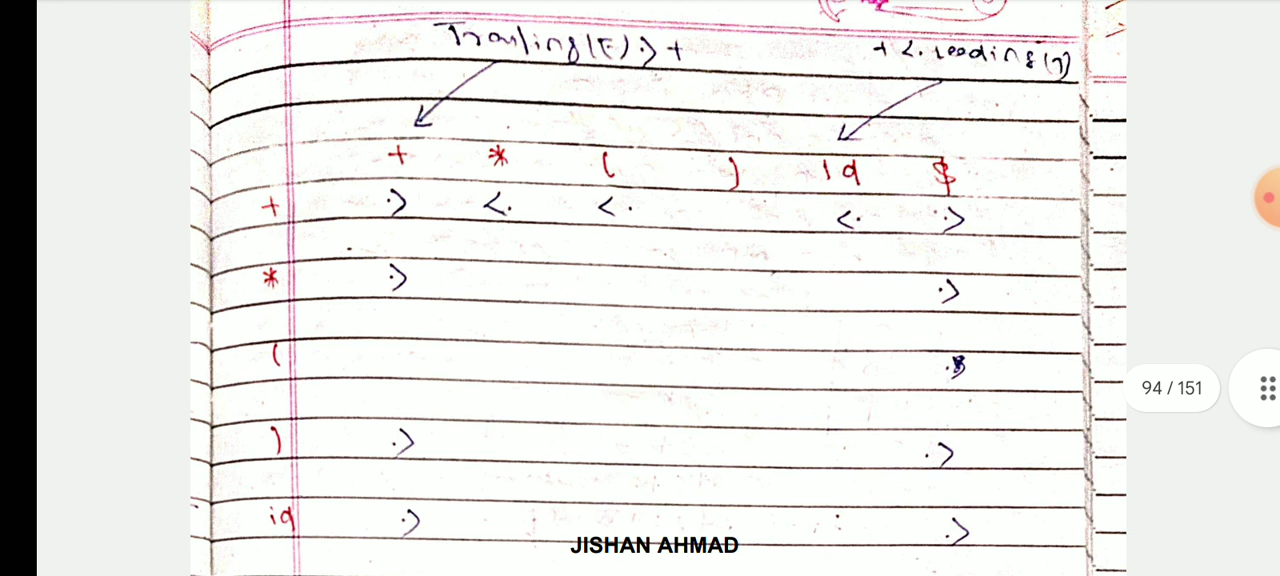 Trailing(E) ·> + + <· Leading(T)
+ * ( ) id $
+ ·> <· <· <· ·>
* ·> ·>
(
) ·> ·>
id ·> ·>
JISHAN AHMAD
94 / 151